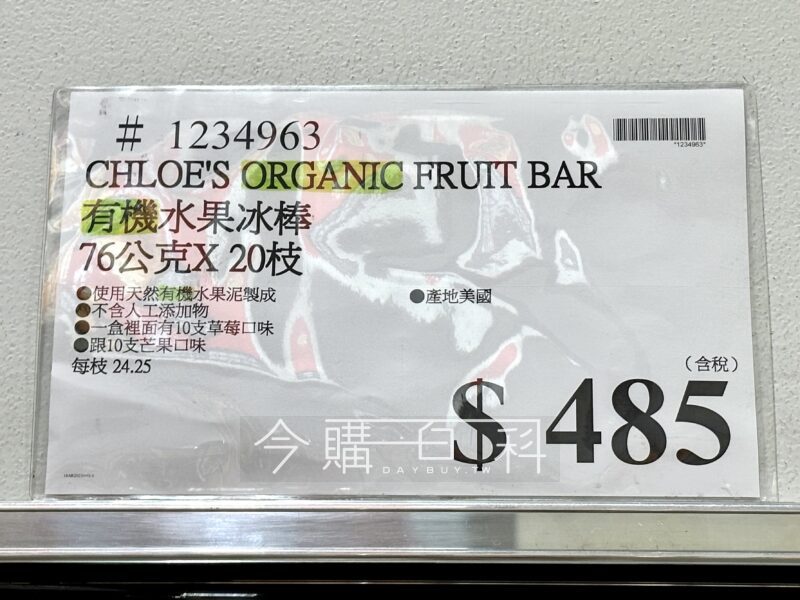 # 1234963
*1234963*
CHLOE'S ORGANIC FRUIT BAR
有機水果冰棒
76公克X 20枝
●使用天然有機水果泥製成
●不含人工添加物
●一盒裡面有10支草莓口味
●跟10支芒果口味
●產地美國
每枝 24.25
(含稅)
$ 485
今購百科
DAYBUY.TW